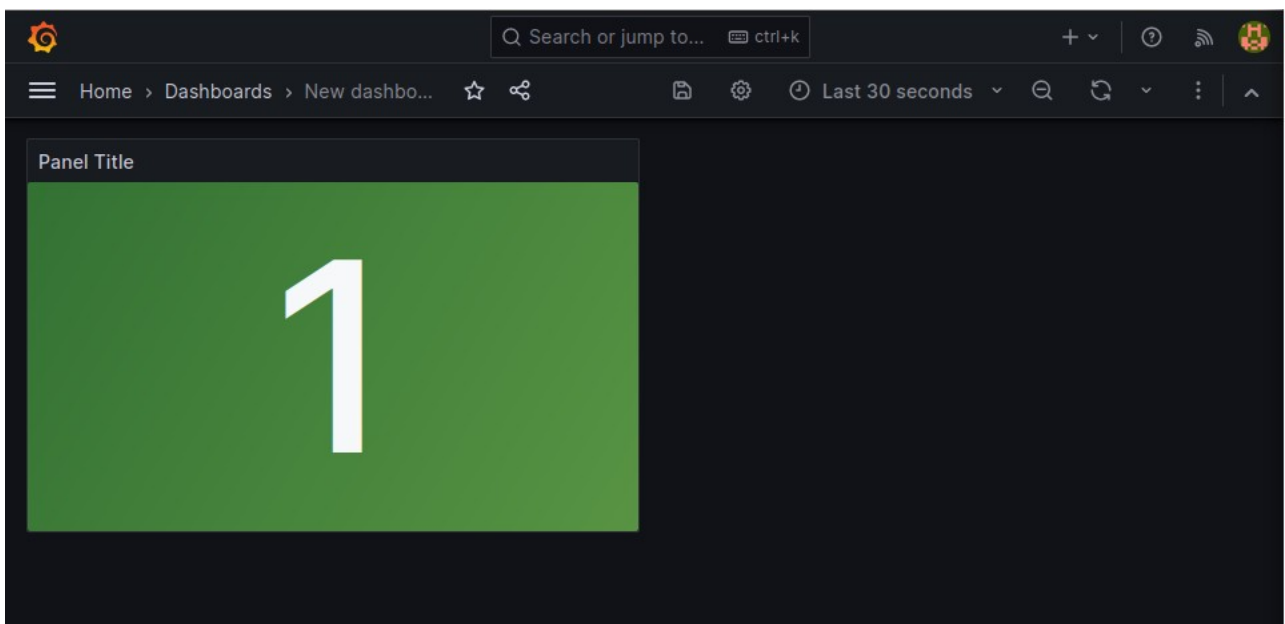 Search or jump to... ctrl+k
Home › Dashboards › New dashbo... Last 30 seconds
Panel Title
1